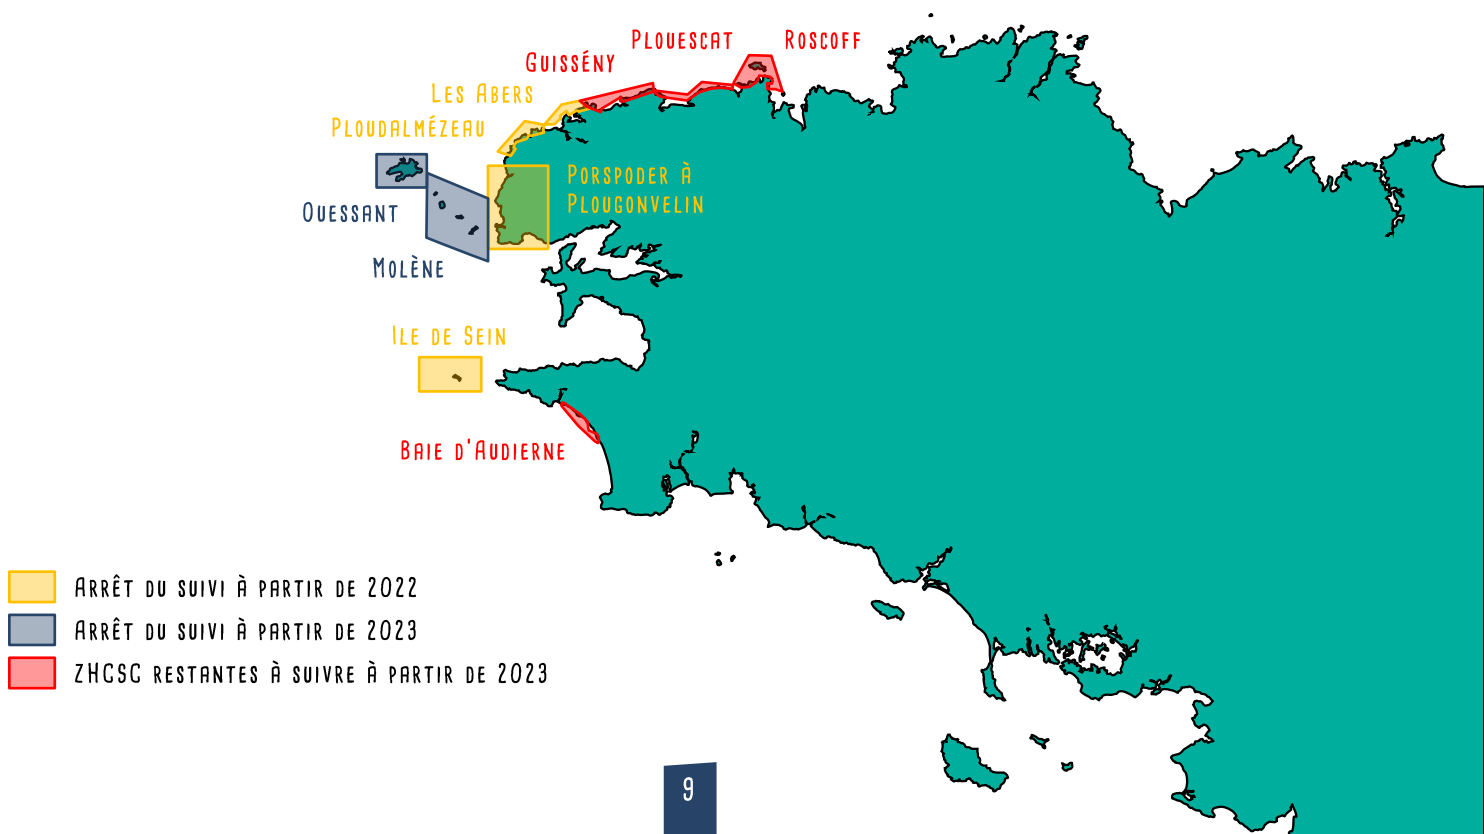 Plouescat
Roscoff
Guissény
Les Abers
Ploudalmézeau
Porspoder à
Plougonvelin
Ouessant
Molène
Ile de Sein
Baie d'Audierne
Arrêt du suivi à partir de 2022
Arrêt du suivi à partir de 2023
ZHCSC restantes à suivre à partir de 2023
9